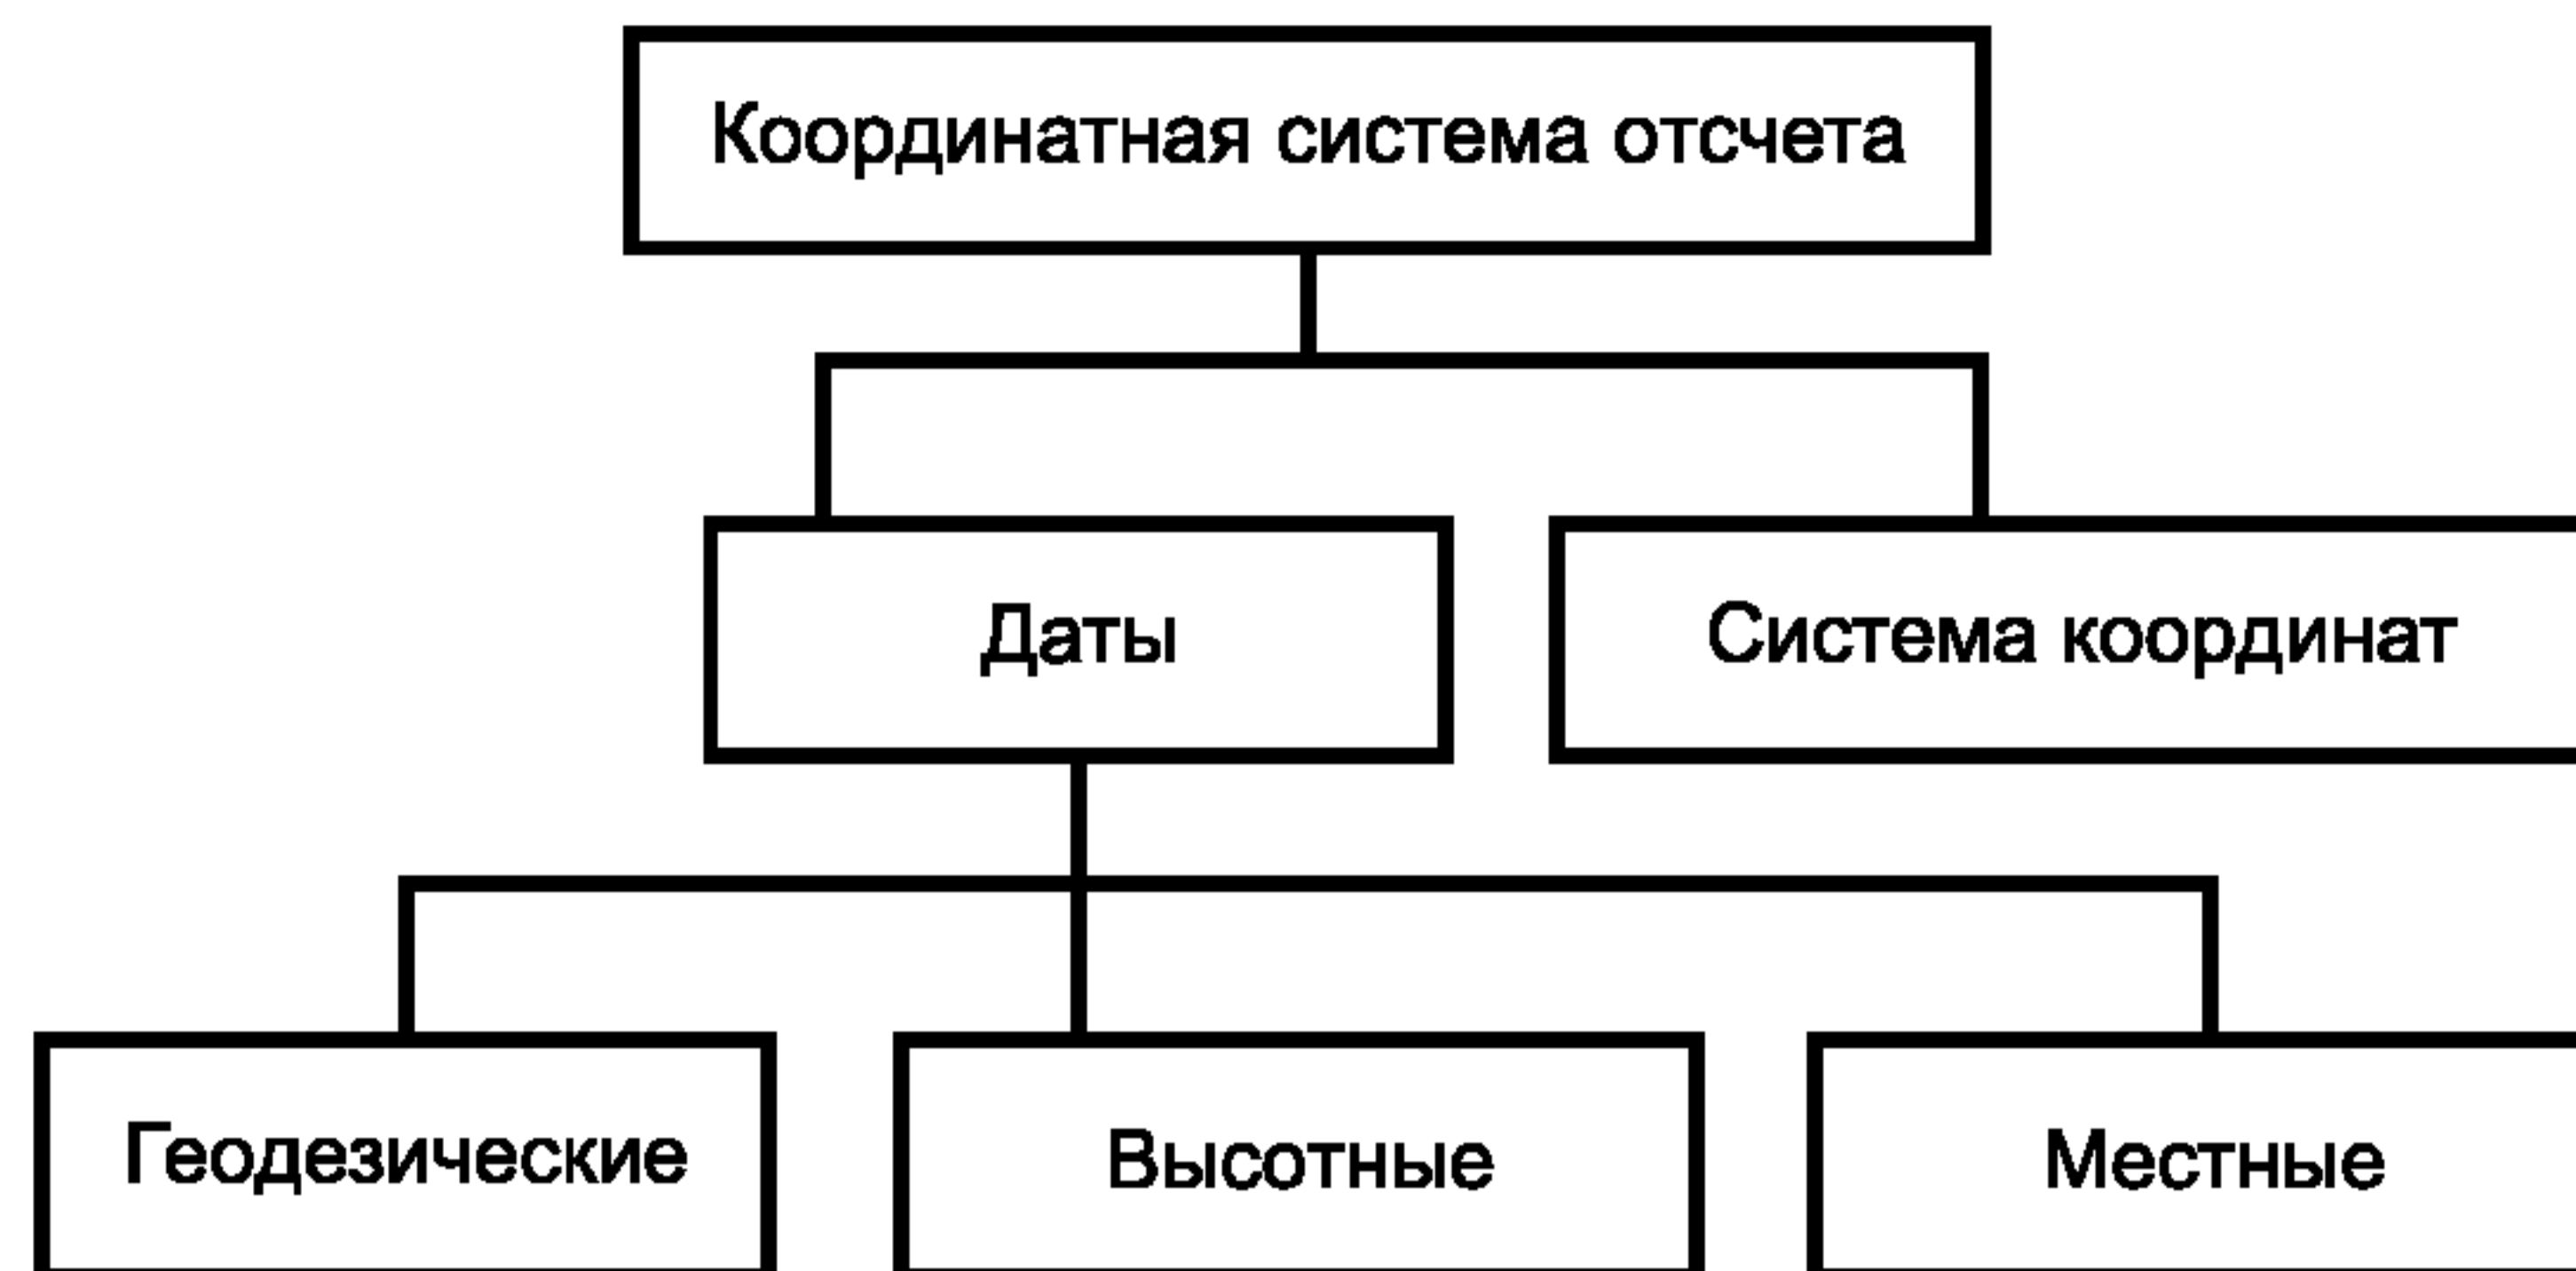 Координатная система отсчета
Даты
Система координат
Геодезические
Высотные
Местные